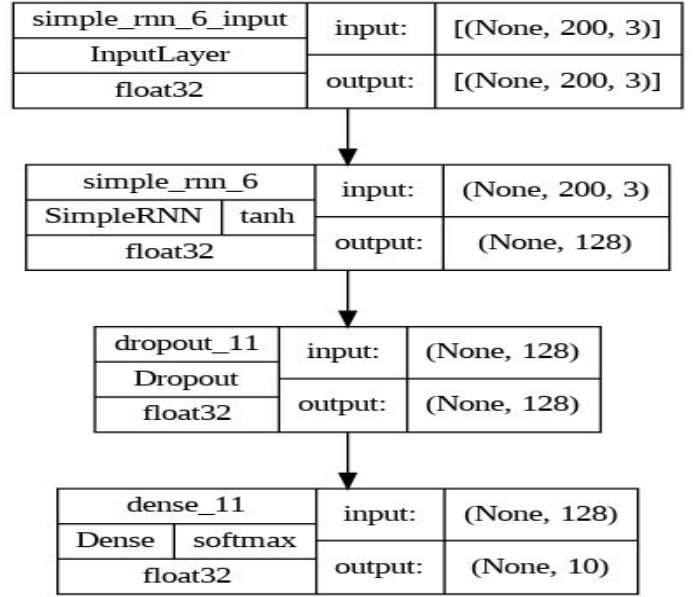 simple_rnn_6_input
InputLayer
float32
input:
[(None, 200, 3)]
output:
[(None, 200, 3)]
simple_rnn_6
SimpleRNN
tanh
float32
input:
(None, 200, 3)
output:
(None, 128)
dropout_11
Dropout
float32
input:
(None, 128)
output:
(None, 128)
dense_11
Dense
softmax
float32
input:
(None, 128)
output:
(None, 10)